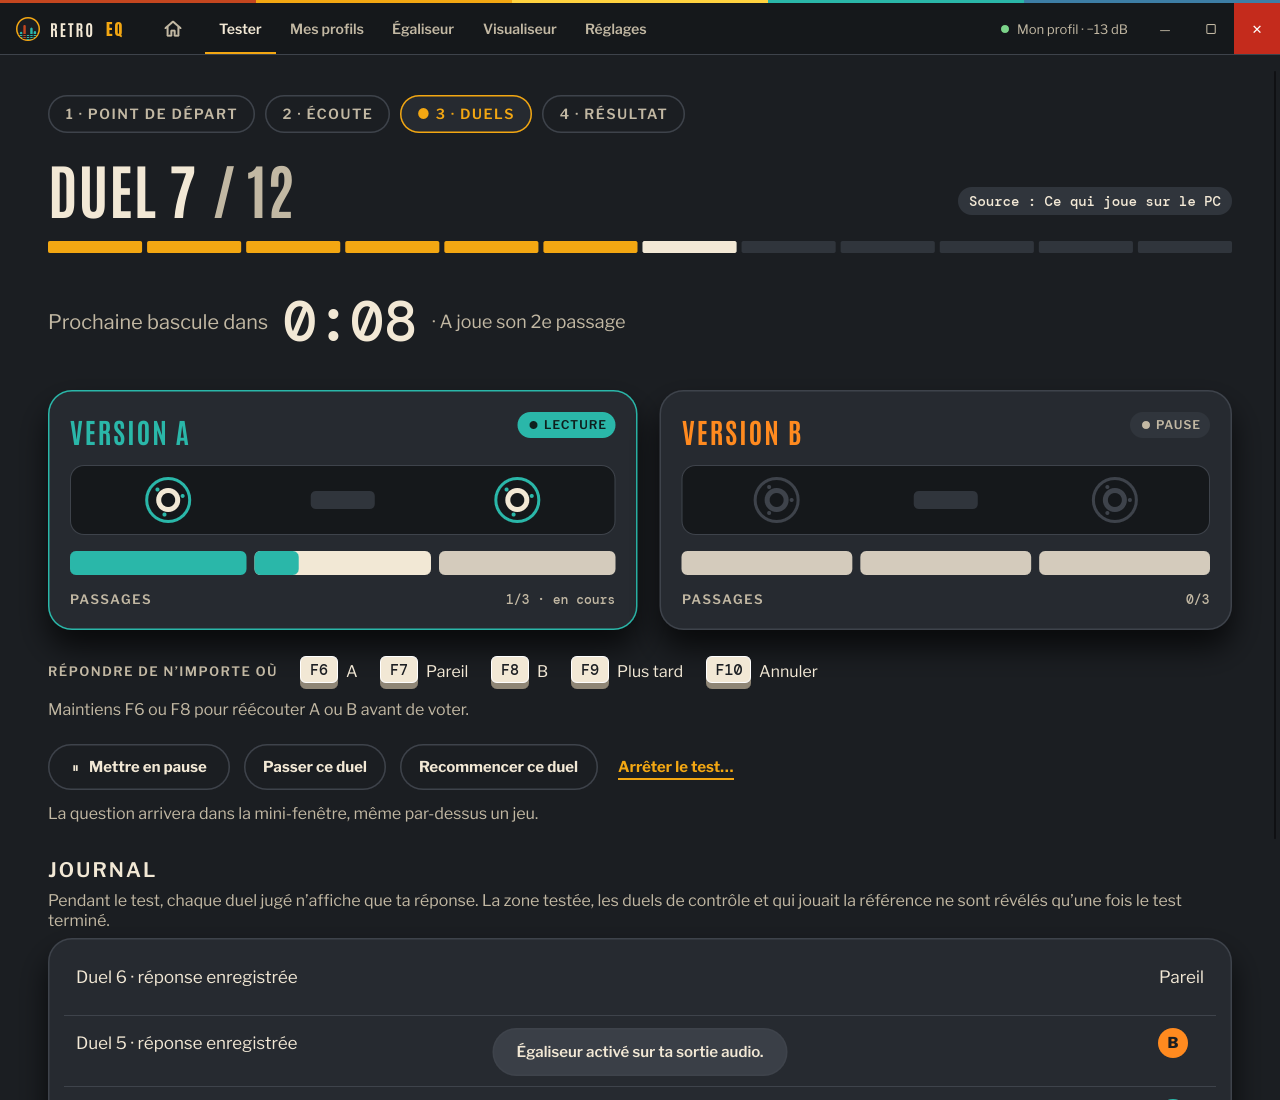 RETRO EQ
Tester
Mes profils
Égaliseur
Visualiseur
Réglages
Mon profil · −13 dB
1 · POINT DE DÉPART
2 · ÉCOUTE
3 · DUELS
4 · RÉSULTAT
DUEL 7 / 12
Source : Ce qui joue sur le PC
Prochaine bascule dans 0:08 · A joue son 2e passage
VERSION A
LECTURE
PASSAGES
1/3 · en cours
VERSION B
PAUSE
PASSAGES
0/3
RÉPONDRE DE N’IMPORTE OÙ
F6 A
F7 Pareil
F8 B
F9 Plus tard
F10 Annuler
Maintiens F6 ou F8 pour réécouter A ou B avant de voter.
Mettre en pause
Passer ce duel
Recommencer ce duel
Arrêter le test…
La question arrivera dans la mini-fenêtre, même par-dessus un jeu.
JOURNAL
Pendant le test, chaque duel jugé n’affiche que ta réponse. La zone testée, les duels de contrôle et qui jouait la référence ne sont révélés qu’une fois le test
terminé.
Duel 6 · réponse enregistrée
Pareil
Duel 5 · réponse enregistrée
B
Égaliseur activé sur ta sortie audio.